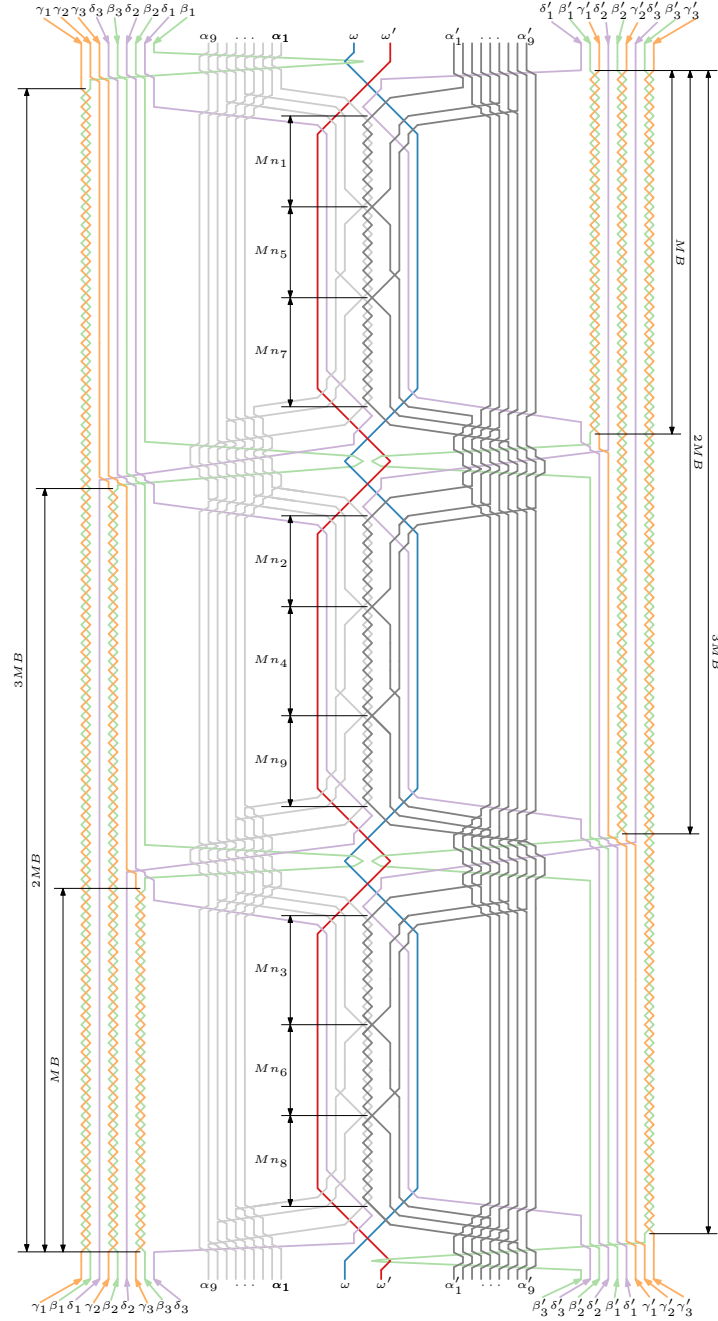 γ₁ γ₂ γ₃ δ₃ β₃ δ₂ β₂ δ₁ β₁ α₉ ··· α₁ ω ω′ α′₁ ··· α′₉ δ′₁ β′₁ γ′₁ δ′₂ β′₂ γ′₂ δ′₃ β′₃ γ′₃
Mn₁
MB
Mn₅
Mn₇
2MB
Mn₂
3MB
Mn₄
3MB
Mn₉
2MB
Mn₃
MB
Mn₆
Mn₈
γ₁ β₁ δ₁ γ₂ β₂ δ₂ γ₃ β₃ δ₃ α₉ ··· α₁ ω ω′ α′₁ ··· α′₉ β′₃ δ′₃ β′₂ δ′₂ β′₁ δ′₁ γ′₁ γ′₂ γ′₃